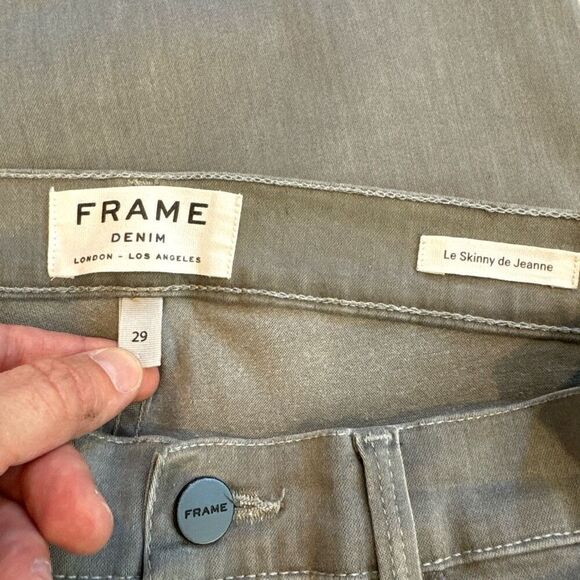 FRAME
DENIM
LONDON - LOS ANGELES
Le Skinny de Jeanne
29
FRAME